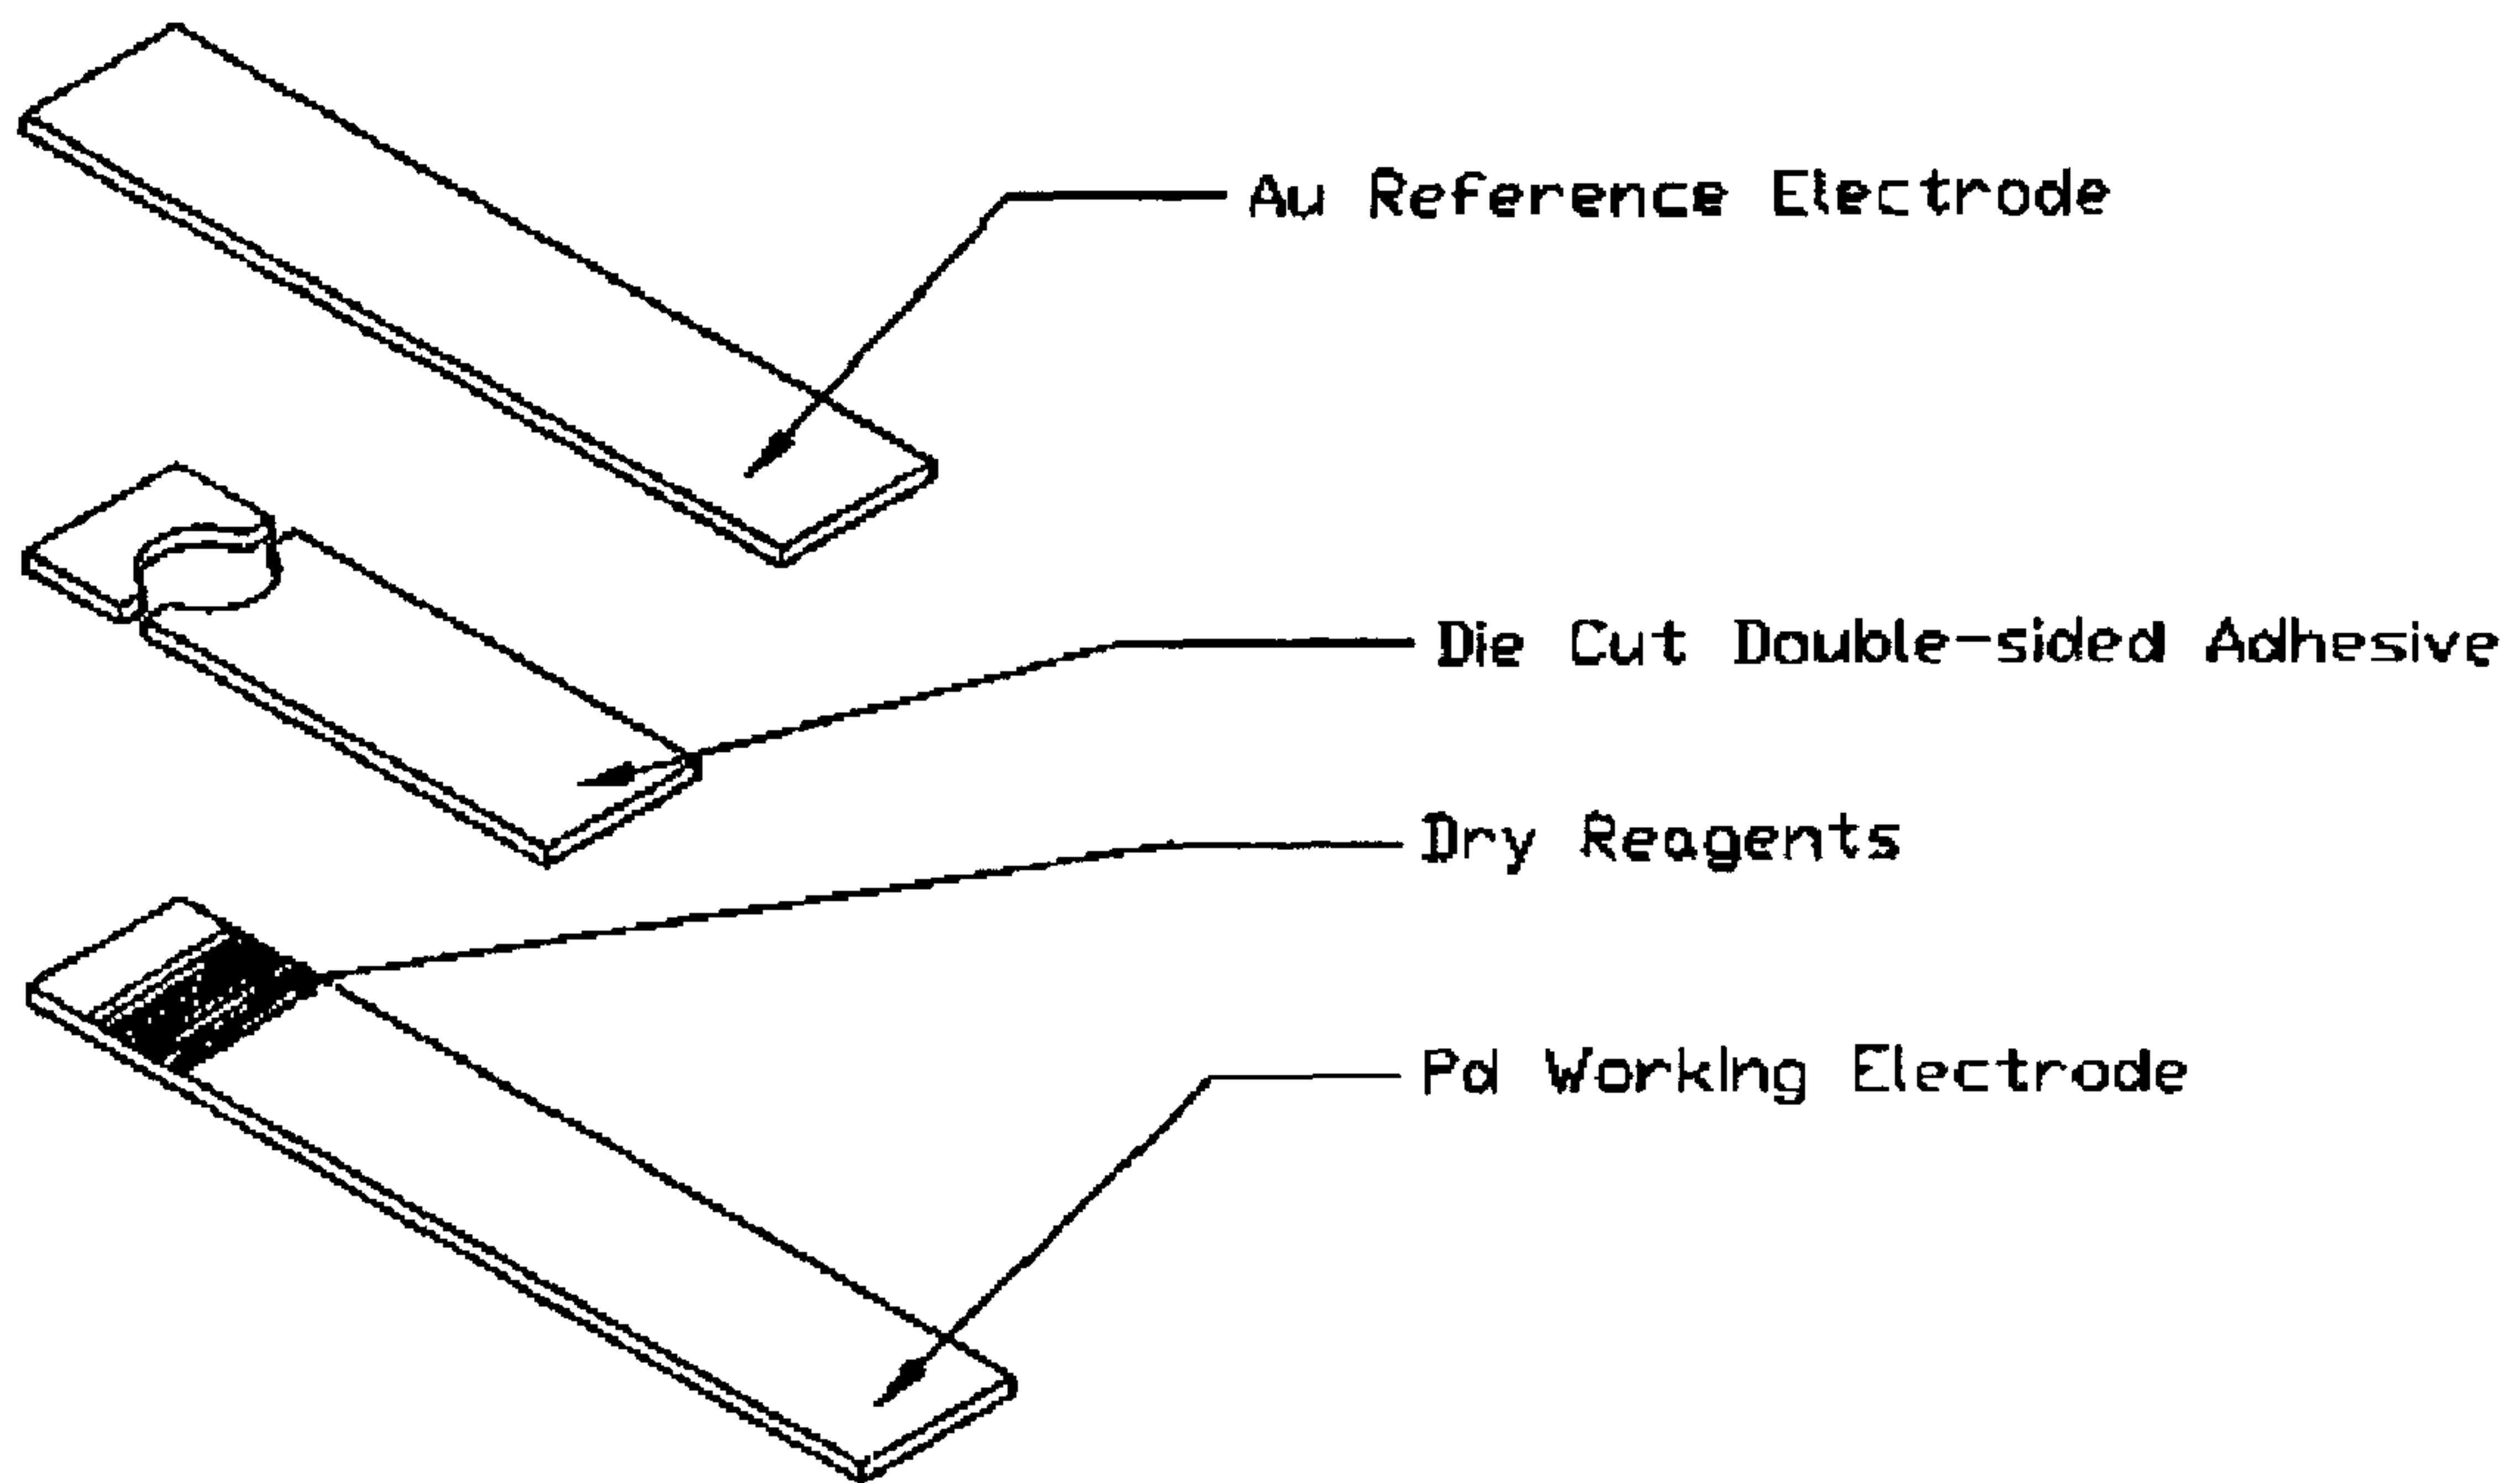 Au Reference Electrode
Die Cut Double-sided Adhesive
Dry Reagents
Pd Working Electrode